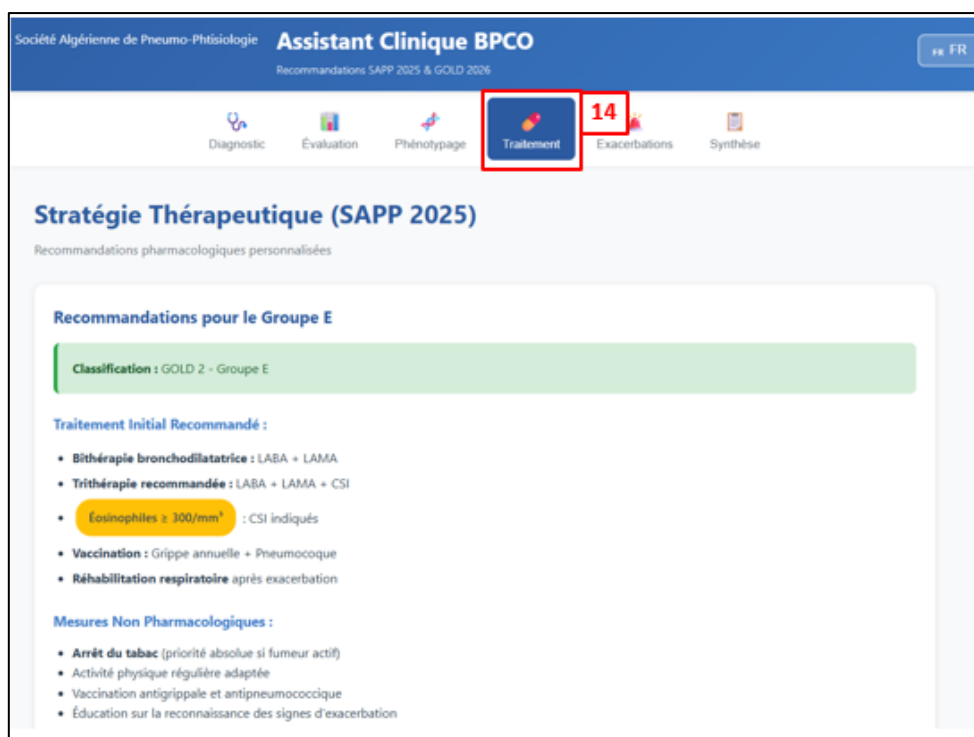 Société Algérienne de Pneumo-Phtisiologie
Assistant Clinique BPCO
Recommandations SAPP 2025 & GOLD 2026
FR FR
Diagnostic
Évaluation
Phénotypage
Traitement
14
Exacerbations
Synthèse
Stratégie Thérapeutique (SAPP 2025)
Recommandations pharmacologiques personnalisées
Recommandations pour le Groupe E
Classification : GOLD 2 - Groupe E
Traitement Initial Recommandé :
• Bithérapie bronchodilatatrice : LABA + LAMA
• Trithérapie recommandée : LABA + LAMA + CSI
• Éosinophiles ≥ 300/mm³ : CSI indiqués
• Vaccination : Grippe annuelle + Pneumocoque
• Réhabilitation respiratoire après exacerbation
Mesures Non Pharmacologiques :
• Arrêt du tabac (priorité absolue si fumeur actif)
• Activité physique régulière adaptée
• Vaccination antigrippale et antipneumococcique
• Éducation sur la reconnaissance des signes d'exacerbation